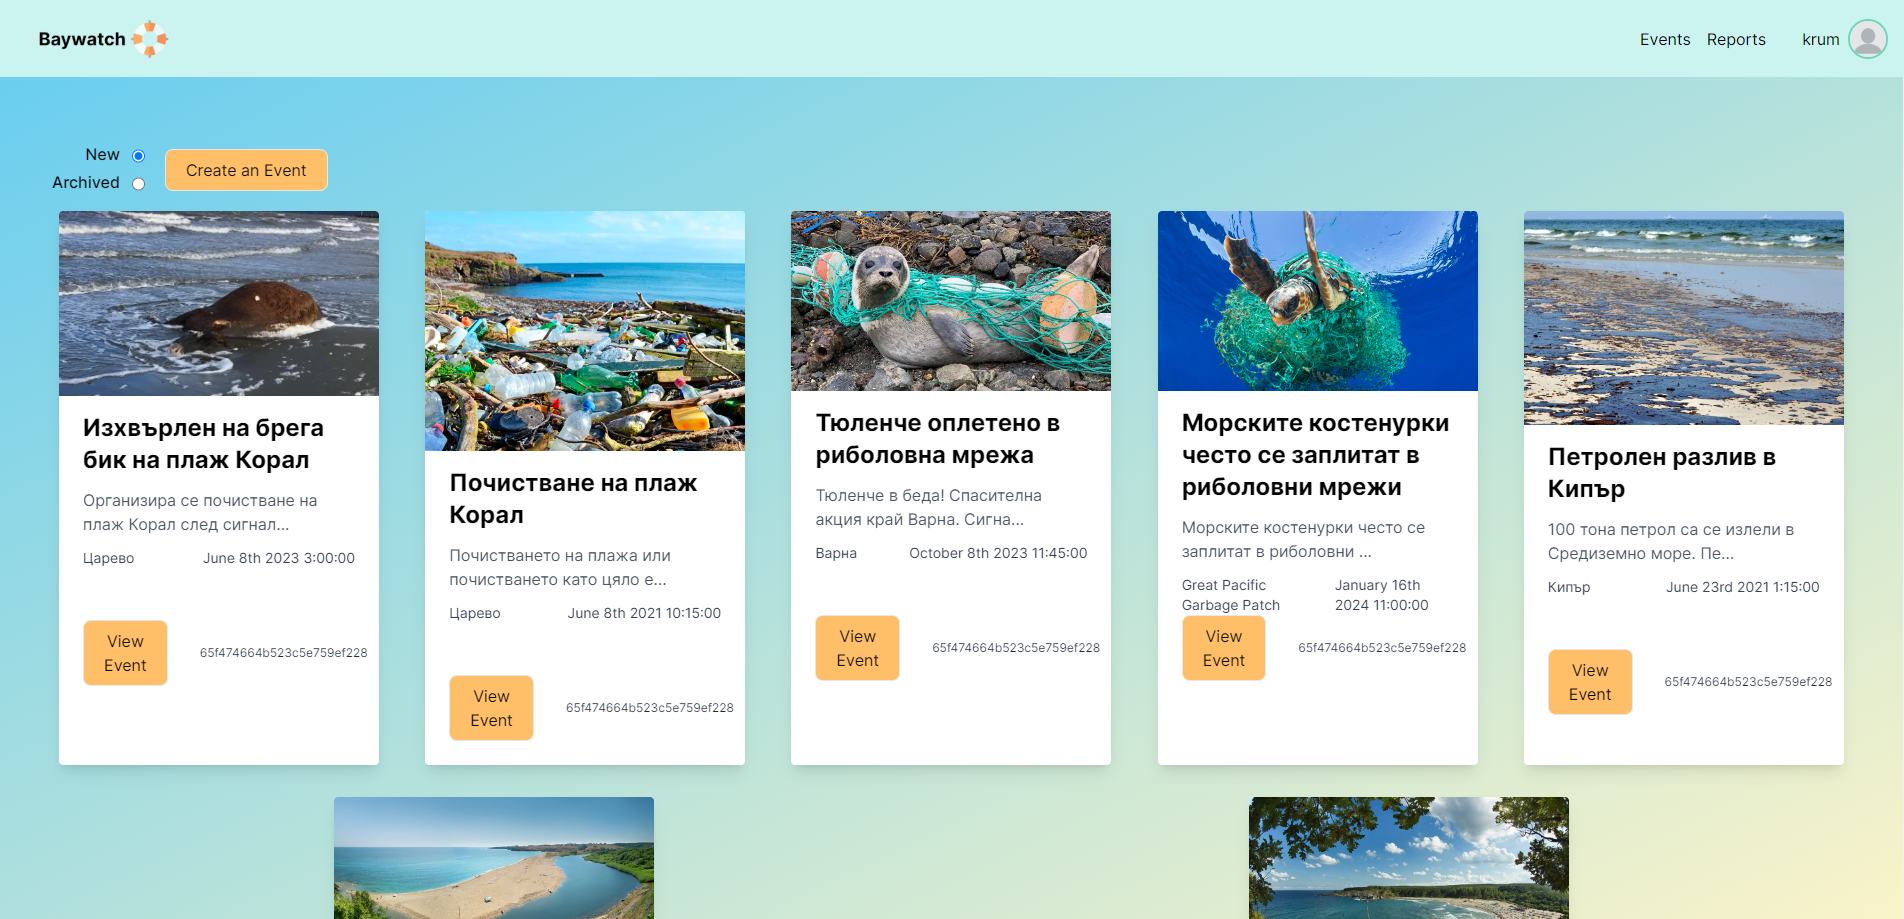 Baywatch
Events Reports krum
New
Archived
Create an Event
Изхвърлен на брега
бик на плаж Корал
Организира се почистване на
плаж Корал след сигнал...
Царево June 8th 2023 3:00:00
View
Event
65f474664b523c5e759ef228
Почистване на плаж
Корал
Почистването на плажа или
почистването като цяло е...
Царево June 8th 2021 10:15:00
View
Event
65f474664b523c5e759ef228
Тюленче оплетено в
риболовна мрежа
Тюленче в беда! Спасителна
акция край Варна. Сигна...
Варна October 8th 2023 11:45:00
View
Event
65f474664b523c5e759ef228
Морските костенурки
често се заплитат в
риболовни мрежи
Морските костенурки често се
заплитат в риболовни ...
Great Pacific
Garbage Patch
January 16th
2024 11:00:00
View
Event
65f474664b523c5e759ef228
Петролен разлив в
Кипър
100 тона петрол са се излели в
Средиземно море. Пе...
Кипър June 23rd 2021 1:15:00
View
Event
65f474664b523c5e759ef228